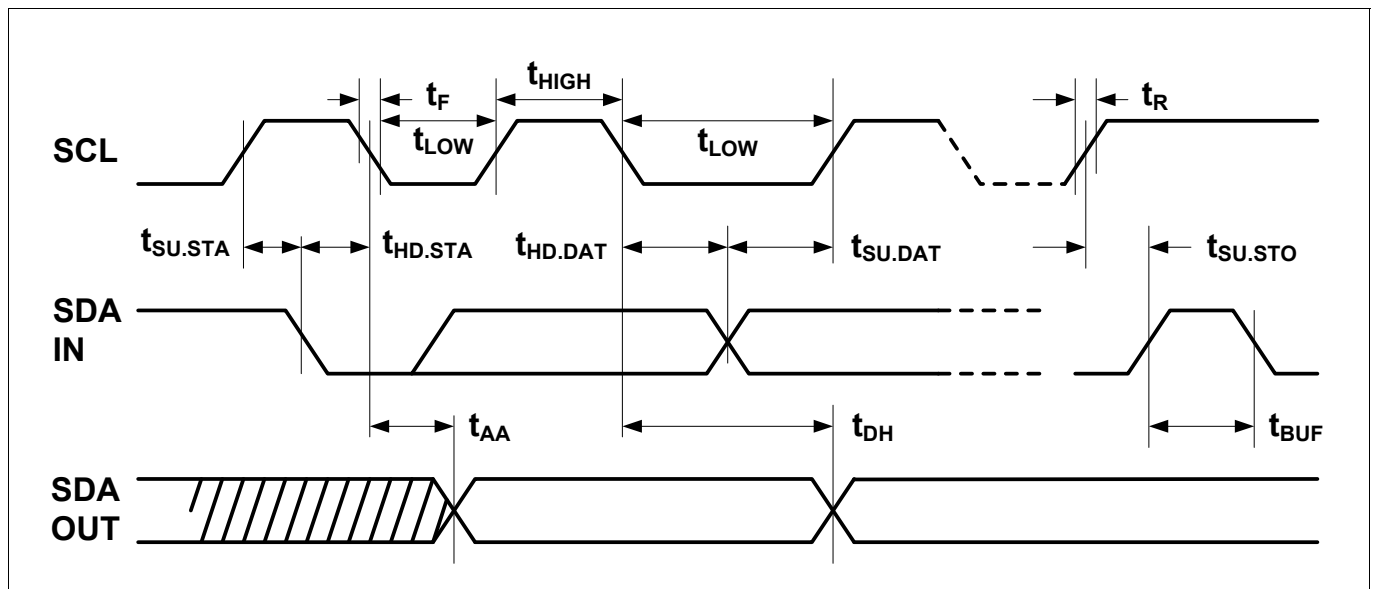 tHIGH
tF
tR
SCL
tLOW
tLOW
tSU.STA
tHD.STA
tHD.DAT
tSU.DAT
tSU.STO
SDA
IN
tAA
tDH
tBUF
SDA
OUT